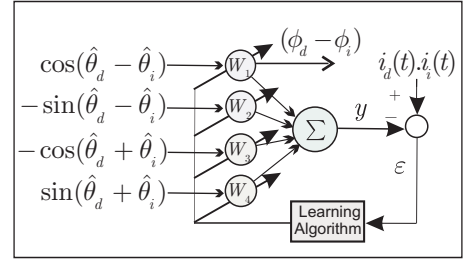 (ϕ_d − ϕ_i)
cos(θ̂_d − θ̂_i) W_1 i_d(t).i_i(t)
− sin(θ̂_d − θ̂_i) W_2 + −
Σ y
− cos(θ̂_d + θ̂_i) W_3 ε
sin(θ̂_d + θ̂_i) W_4
Learning
Algorithm